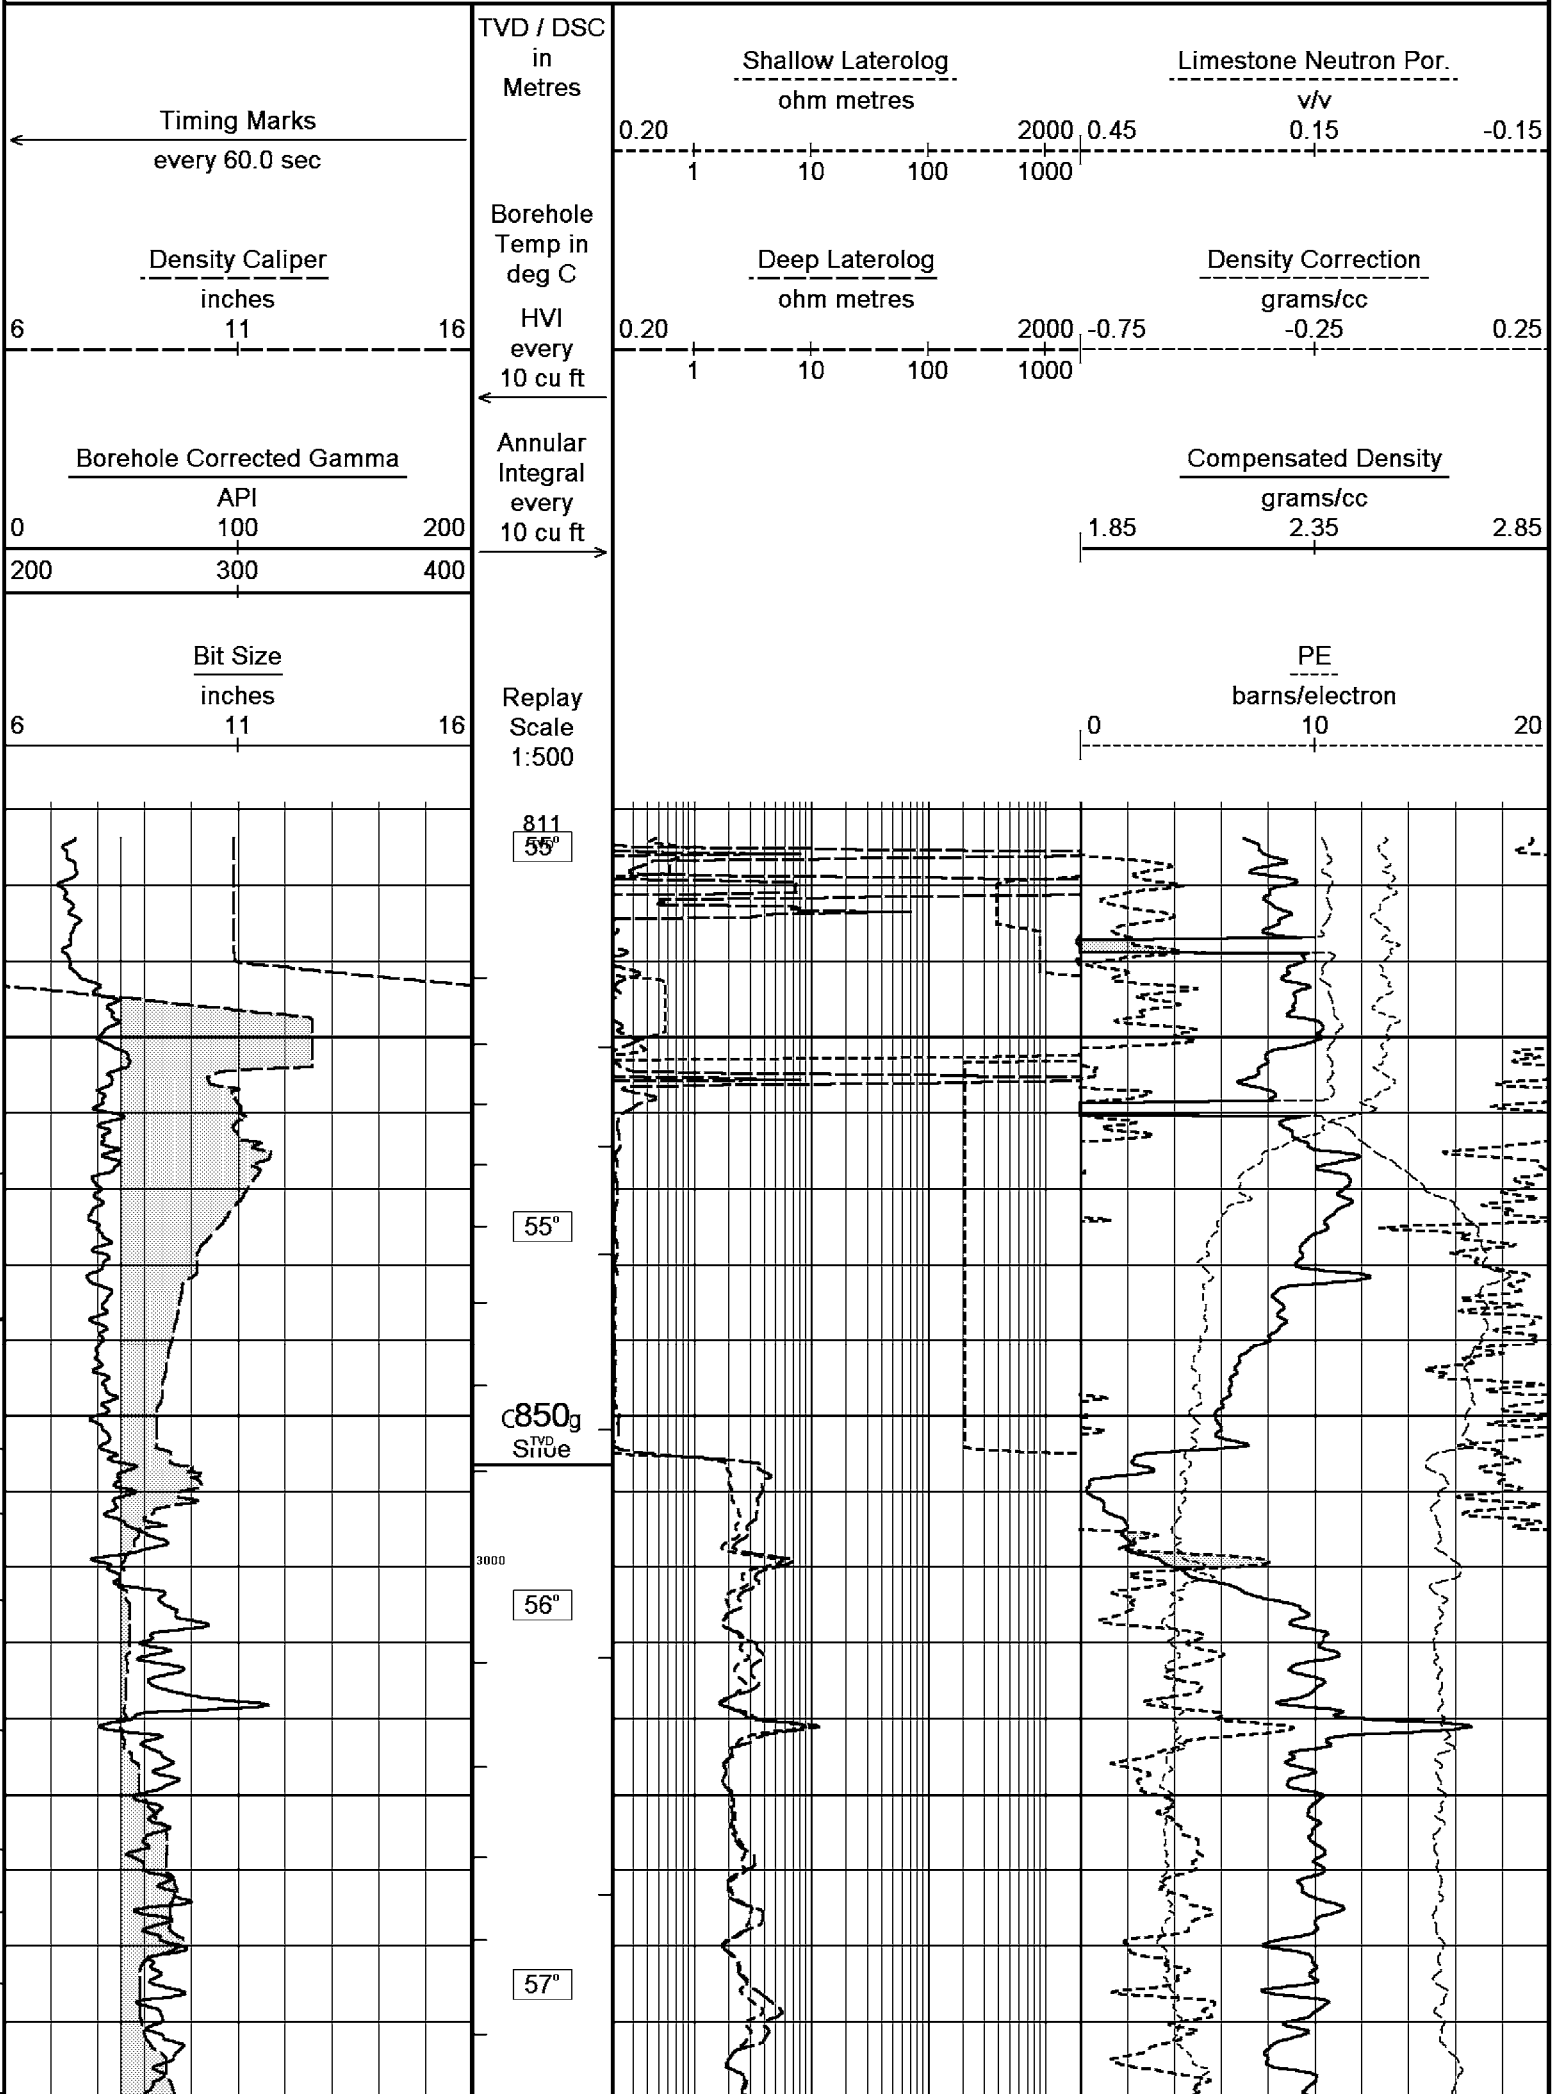 Timing Marks
every 60.0 sec
Density Caliper
inches
6 11 16
Borehole Corrected Gamma
API
0 100 200
200 300 400
Bit Size
inches
6 11 16
TVD / DSC
in
Metres
Borehole
Temp in
deg C
HVI
every
10 cu ft
Annular
Integral
every
10 cu ft
Replay
Scale
1:500
Shallow Laterolog
ohm metres
0.20 2000
1 10 100 1000
Deep Laterolog
ohm metres
0.20 2000
1 10 100 1000
Limestone Neutron Por.
v/v
0.45 0.15 -0.15
Density Correction
grams/cc
-0.75 -0.25 0.25
Compensated Density
grams/cc
1.85 2.35 2.85
PE
barns/electron
0 10 20
811
55°
55°
850
TVD
3000
56°
57°